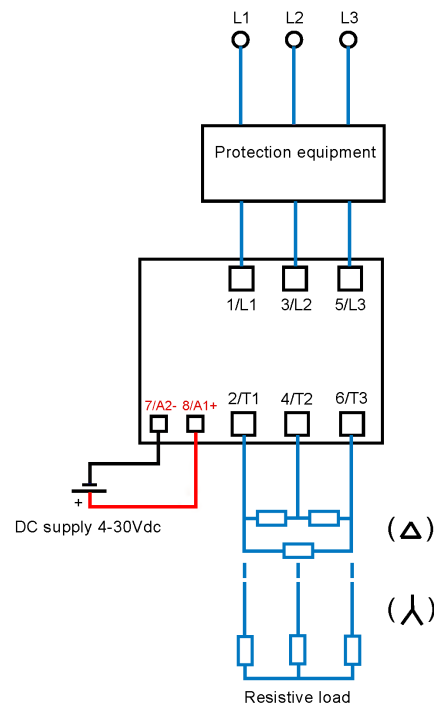 L1 L2 L3
Protection equipment
1/L1 3/L2 5/L3
7/A2- 8/A1+ 2/T1 4/T2 6/T3
+
DC supply 4-30Vdc
(△)
(⅄)
Resistive load